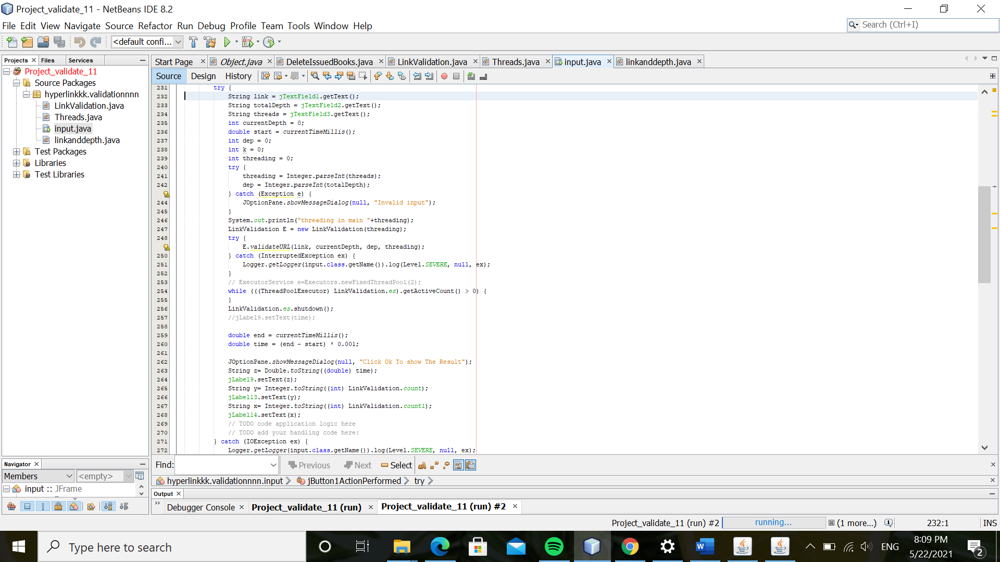 Project_validate_11 - NetBeans IDE 8.2
File Edit View Navigate Source Refactor Run Debug Profile Team Tools Window Help
Search (Ctrl+I)
<default confi...
Projects Files Services
Project_validate_11
Source Packages
hyperlinkkk.validationnnn
LinkValidation.java
Threads.java
input.java
linkanddepth.java
Test Packages
Libraries
Test Libraries
Start Page Object.java DeleteIssuedBooks.java LinkValidation.java Threads.java input.java linkanddepth.java
Source Design History
231 try {
232 String link = jTextField1.getText();
233 String totalDepth = jTextField2.getText();
234 String threads = jTextField3.getText();
235 int currentDepth = 0;
236 double start = currentTimeMillis();
237 int dep = 0;
238 int k = 0;
239 int threading = 0;
240 try {
241 threading = Integer.parseInt(threads);
242 dep = Integer.parseInt(totalDepth);
} catch (Exception e) {
244 JOptionPane.showMessageDialog(null, "Invalid input");
245 }
246 System.out.println("threading in main "+threading);
247 LinkValidation E = new LinkValidation(threading);
248 try {
E.validateURL(link, currentDepth, dep, threading);
250 } catch (InterruptedException ex) {
251 Logger.getLogger(input.class.getName()).log(Level.SEVERE, null, ex);
252 }
253 // ExecutorService e=Executors.newFixedThreadPool(2);
254 while (((ThreadPoolExecutor) LinkValidation.es).getActiveCount() > 0) {
255 }
256 LinkValidation.es.shutdown();
257 //jLabel9.setText(time);
258
259 double end = currentTimeMillis();
260 double time = (end - start) * 0.001;
261
262 JOptionPane.showMessageDialog(null, "Click Ok To show The Result");
263 String z= Double.toString((double) time);
264 jLabel9.setText(z);
265 String y= Integer.toString((int) LinkValidation.count);
266 jLabel13.setText(y);
267 String x= Integer.toString((int) LinkValidation.count1);
268 jLabel14.setText(x);
269 // TODO code application logic here
270 // TODO add your handling code here:
271 } catch (IOException ex) {
272 Logger.getLogger(input.class.getName()).log(Level.SEVERE, null, ex);
Find: Previous Next Select
hyperlinkkk.validationnnn.input jButton1ActionPerformed try
Navigator
Members <empty>
input :: JFrame
Output
Debugger Console Project_validate_11 (run) Project_validate_11 (run) #2
Project_validate_11 (run) #2 running... (1 more...) 232:1 INS
Type here to search
ENG
8:09 PM
5/22/2021
2